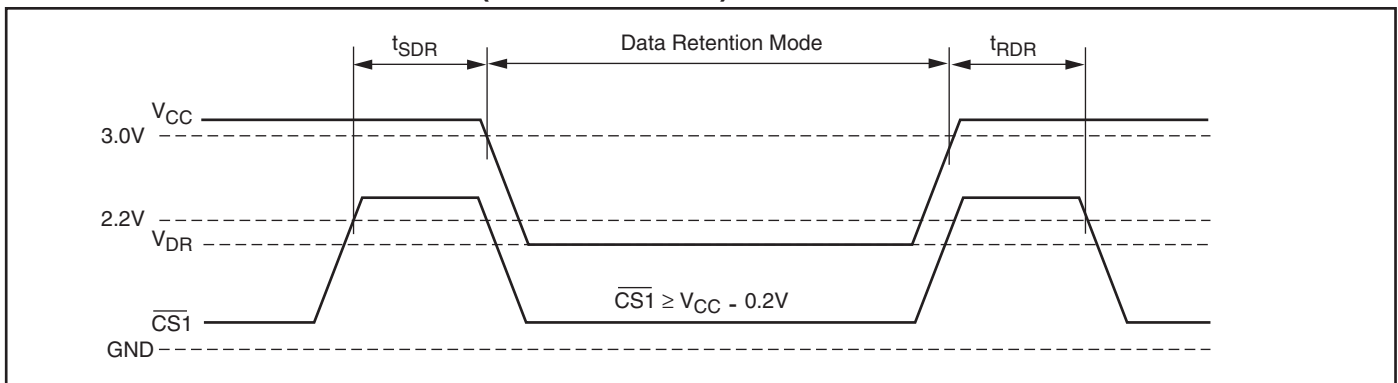 tSDR Data Retention Mode tRDR
VCC
3.0V
2.2V
VDR
CS1 ≥ VCC - 0.2V
CS1
GND